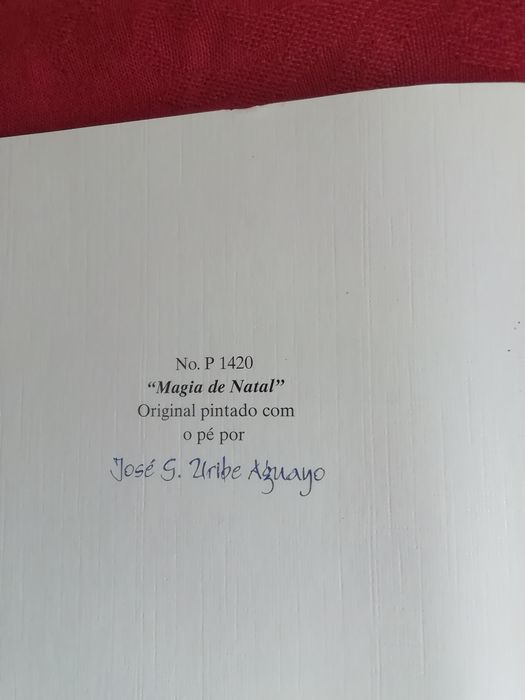 No. P 1420
“Magia de Natal”
Original pintado com
o pé por
José G. Uribe Aguayo